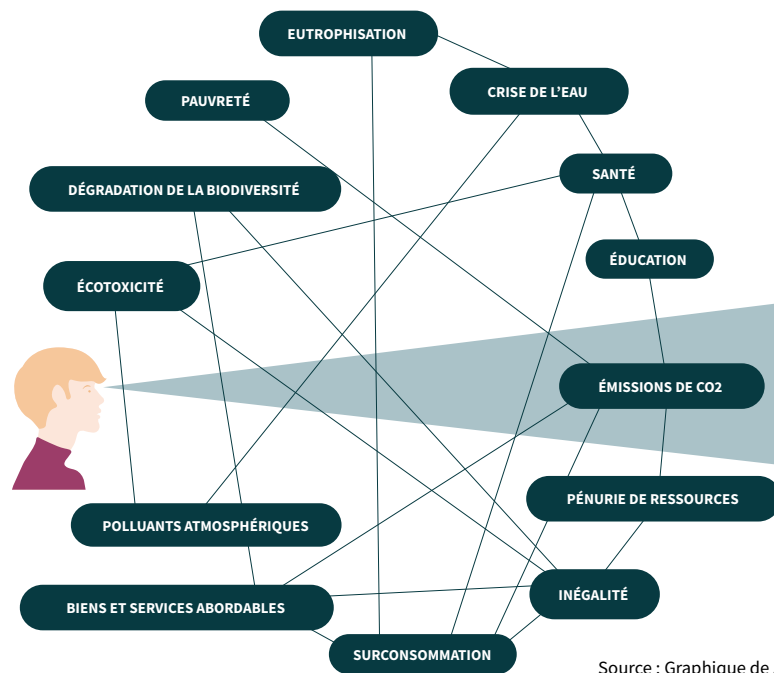 EUTROPHISATION
CRISE DE L'EAU
PAUVRETÉ
SANTÉ
DÉGRADATION DE LA BIODIVERSITÉ
ÉDUCATION
ÉCOTOXICITÉ
ÉMISSIONS DE CO2
PÉNURIE DE RESSOURCES
POLLUANTS ATMOSPHÉRIQUES
INÉGALITÉ
BIENS ET SERVICES ABORDABLES
SURCONSOMMATION
Source : Graphique de